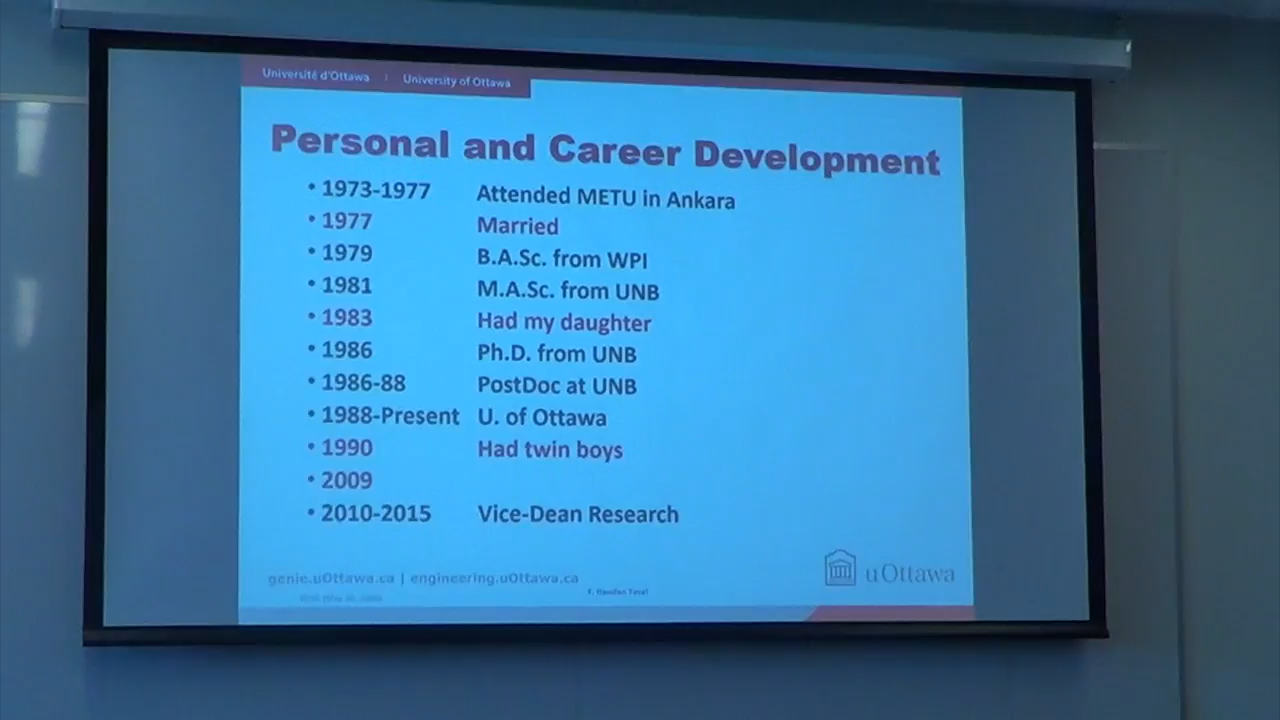 Université d'Ottawa | University of Ottawa
Personal and Career Development
• 1973-1977 Attended METU in Ankara
• 1977 Married
• 1979 B.A.Sc. from WPI
• 1981 M.A.Sc. from UNB
• 1983 Had my daughter
• 1986 Ph.D. from UNB
• 1986-88 PostDoc at UNB
• 1988-Present U. of Ottawa
• 1990 Had twin boys
• 2009
• 2010-2015 Vice-Dean Research
genie.uOttawa.ca | engineering.uOttawa.ca
uOttawa